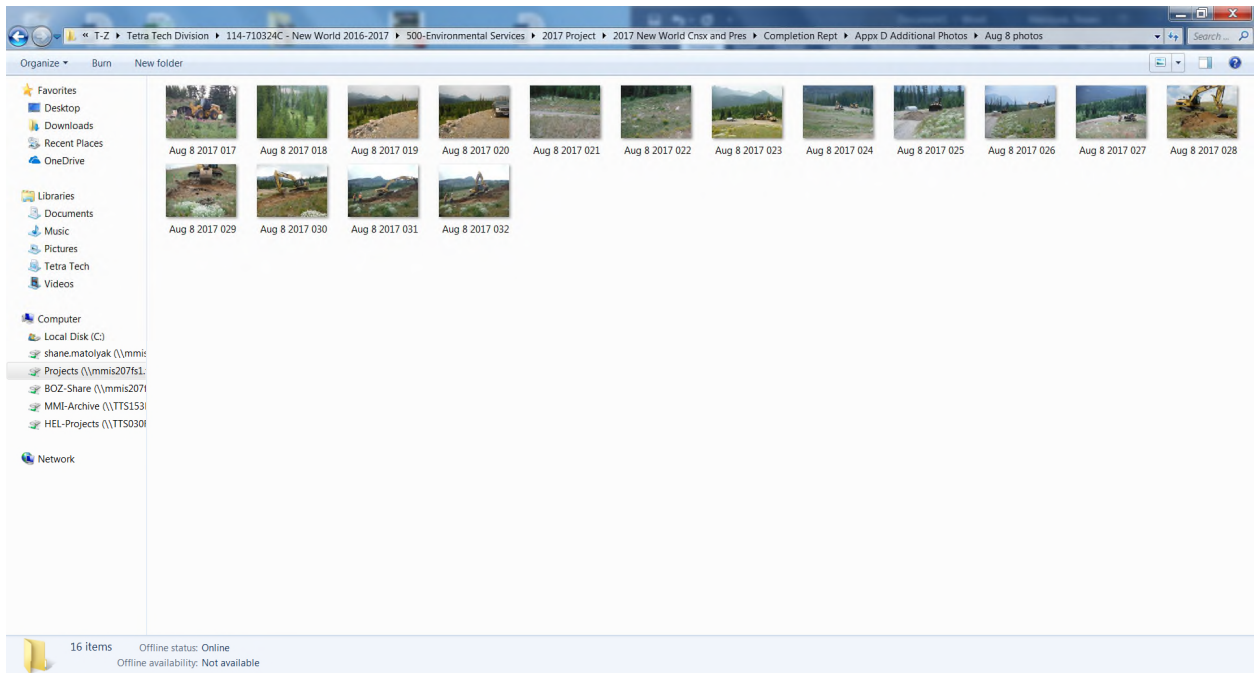 « T-Z ▸ Tetra Tech Division ▸ 114-710324C - New World 2016-2017 ▸ 500-Environmental Services ▸ 2017 Project ▸ 2017 New World Cnsx and Pres ▸ Completion Rept ▸ Appx D Additional Photos ▸ Aug 8 photos
Search ...
Organize Burn New folder
Favorites
Desktop
Downloads
Recent Places
OneDrive
Libraries
Documents
Music
Pictures
Tetra Tech
Videos
Computer
Local Disk (C:)
shane.matolyak (\\mmis
Projects (\\mmis207fs1.
BOZ-Share (\\mmis207f
MMI-Archive (\\TTS153
HEL-Projects (\\TTS030
Network
Aug 8 2017 017 Aug 8 2017 018 Aug 8 2017 019 Aug 8 2017 020 Aug 8 2017 021 Aug 8 2017 022 Aug 8 2017 023 Aug 8 2017 024 Aug 8 2017 025 Aug 8 2017 026 Aug 8 2017 027 Aug 8 2017 028
Aug 8 2017 029 Aug 8 2017 030 Aug 8 2017 031 Aug 8 2017 032
16 items Offline status: Online
Offline availability: Not available